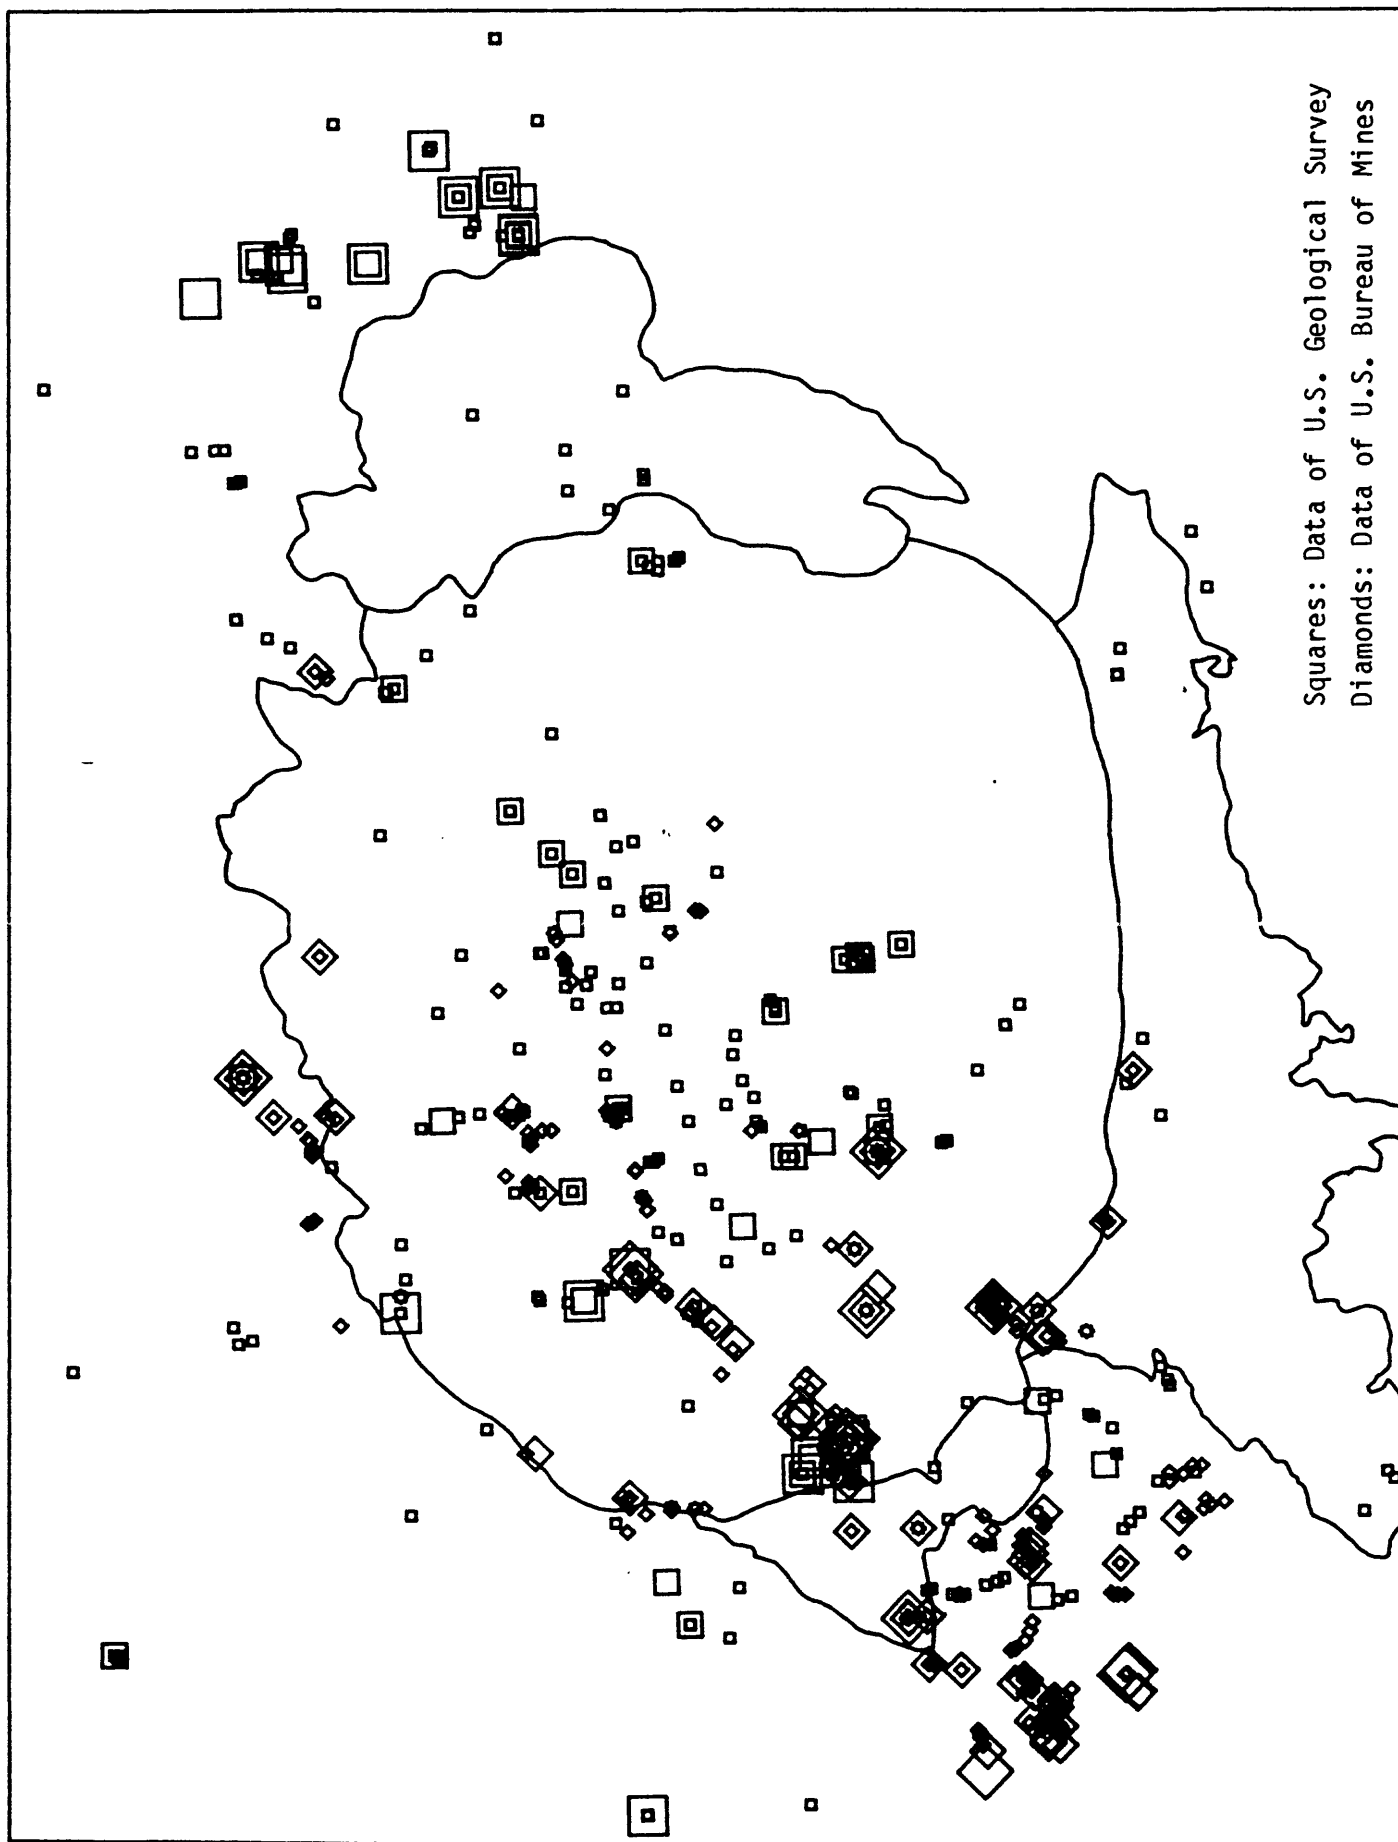 Squares: Data of U.S. Geological Survey
Diamonds: Data of U.S. Bureau of Mines